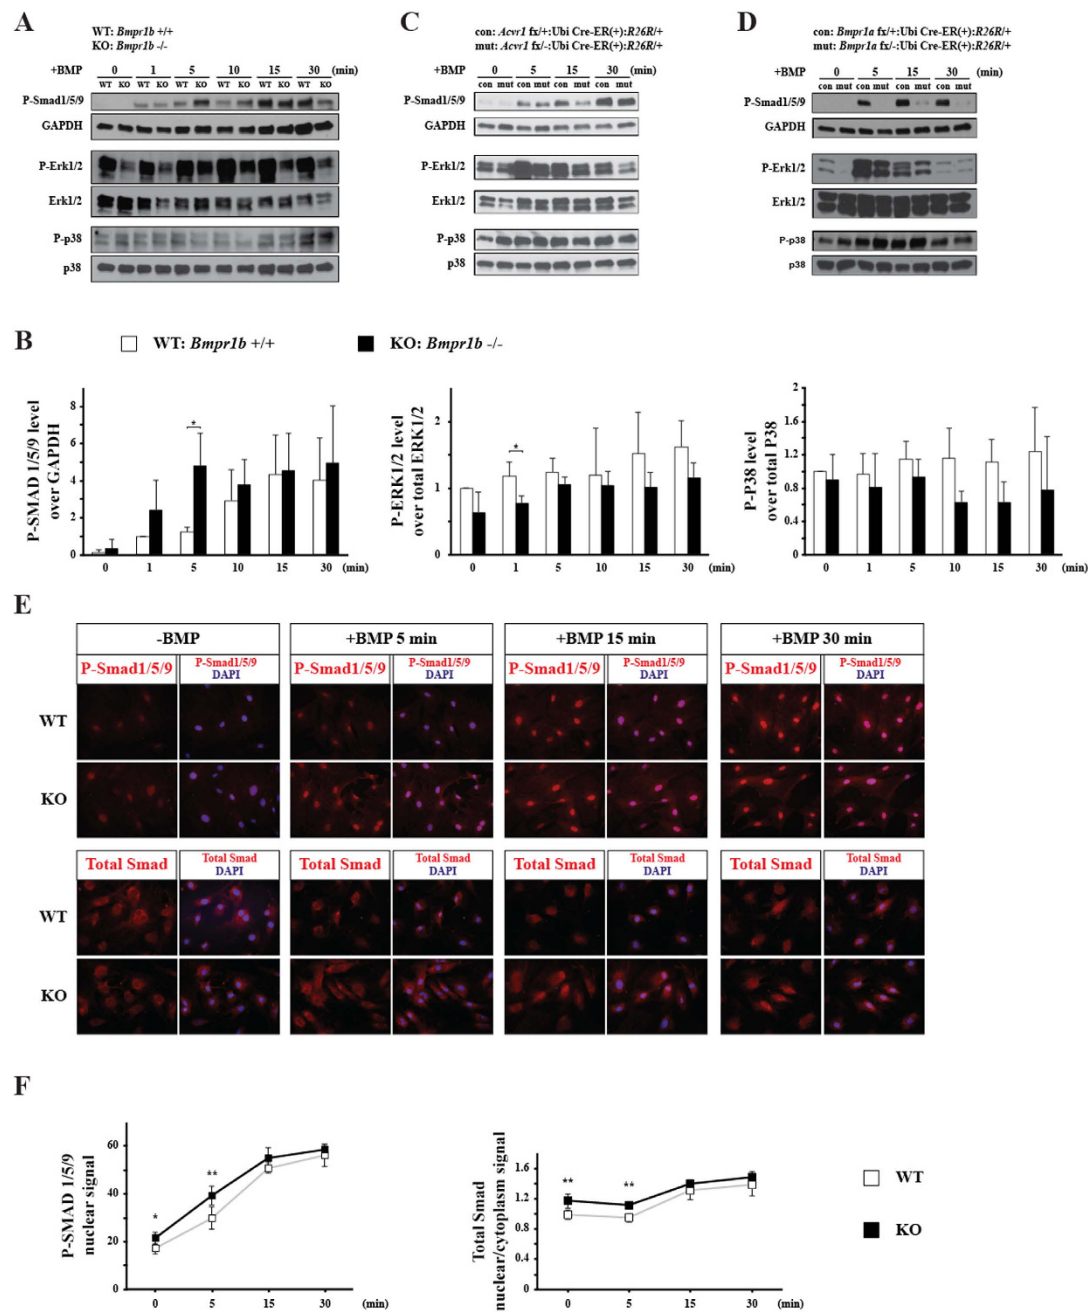 A
WT: Bmpr1b +/+
KO: Bmpr1b -/-
+BMP 0 1 5 10 15 30 (min)
WT KO WT KO WT KO WT KO WT KO WT KO
P-Smad1/5/9
GAPDH
P-Erk1/2
Erk1/2
P-p38
p38
C
con: Acvr1 fx/+:Ubi Cre-ER(+):R26R/+
mut: Acvr1 fx/-:Ubi Cre-ER(+):R26R/+
+BMP 0 5 15 30 (min)
con mut con mut con mut con mut
P-Smad1/5/9
GAPDH
P-Erk1/2
Erk1/2
P-p38
p38
D
con: Bmpr1a fx/+:Ubi Cre-ER(+):R26R/+
mut: Bmpr1a fx/-:Ubi Cre-ER(+):R26R/+
+BMP 0 5 15 30 (min)
con mut con mut con mut con mut
P-Smad1/5/9
GAPDH
P-Erk1/2
Erk1/2
P-p38
p38
B
WT: Bmpr1b +/+ KO: Bmpr1b -/-
P-SMAD 1/5/9 level
over GAPDH
8
6
4
2
0
*
0 1 5 10 15 30 (min)
P-ERK1/2 level
over total ERK1/2
2
1
0
*
0 1 5 10 15 30 (min)
P-P38 level
over total P38
2
1.6
1.2
0.8
0.4
0
0 1 5 10 15 30 (min)
E
-BMP +BMP 5 min +BMP 15 min +BMP 30 min
P-Smad1/5/9 P-Smad1/5/9 DAPI P-Smad1/5/9 P-Smad1/5/9 DAPI P-Smad1/5/9 P-Smad1/5/9 DAPI P-Smad1/5/9 P-Smad1/5/9 DAPI
WT
KO
Total Smad Total Smad DAPI Total Smad Total Smad DAPI Total Smad Total Smad DAPI Total Smad Total Smad DAPI
WT
KO
F
P-SMAD 1/5/9
nuclear signal
60
40
20
0
*
**
0 5 15 30 (min)
Total Smad
nuclear/cytoplasm signal
1.6
1.2
0.8
0.4
0
** **
0 5 15 30 (min)
WT
KO